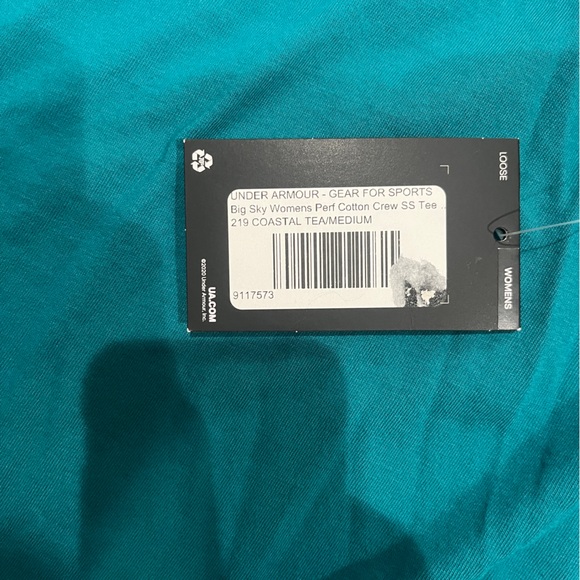 UNDER ARMOUR - GEAR FOR SPORTS
Big Sky Womens Perf Cotton Crew SS Tee ..
219 COASTAL TEA/MEDIUM
9117573
LOOSE
WOMENS
UA.COM
©2020 Under Armour, Inc.